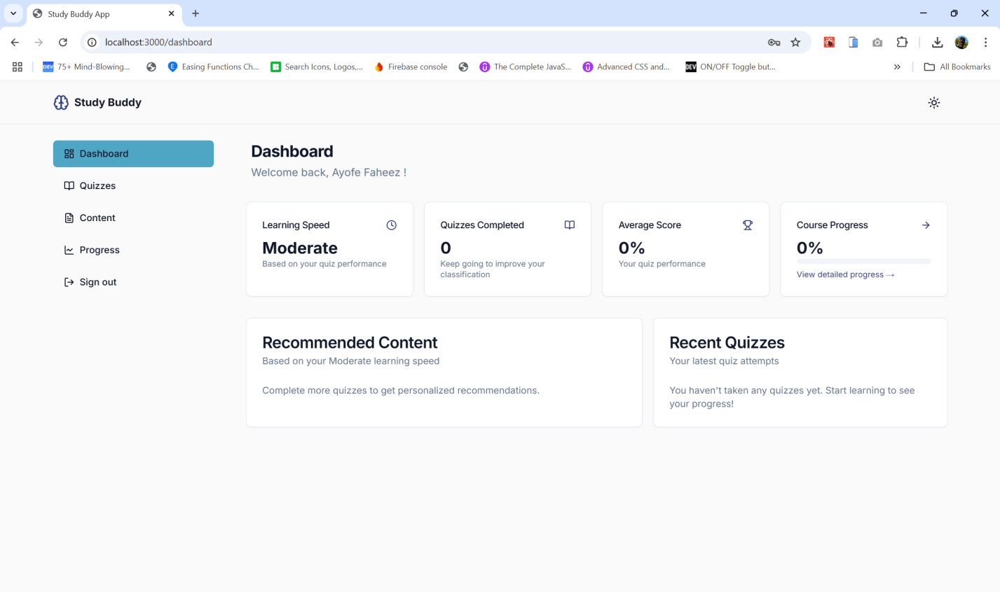 Study Buddy App
localhost:3000/dashboard
75+ Mind-Blowing...
Easing Functions Ch...
Search Icons, Logos,...
Firebase console
The Complete JavaS...
Advanced CSS and...
DEV
ON/OFF Toggle but...
All Bookmarks
Study Buddy
Dashboard
Quizzes
Content
Progress
Sign out
Dashboard
Welcome back, Ayofe Faheez !
Learning Speed
Moderate
Based on your quiz performance
Quizzes Completed
0
Keep going to improve your
classification
Average Score
0%
Your quiz performance
Course Progress
0%
View detailed progress →
Recommended Content
Based on your Moderate learning speed
Complete more quizzes to get personalized recommendations.
Recent Quizzes
Your latest quiz attempts
You haven't taken any quizzes yet. Start learning to see
your progress!